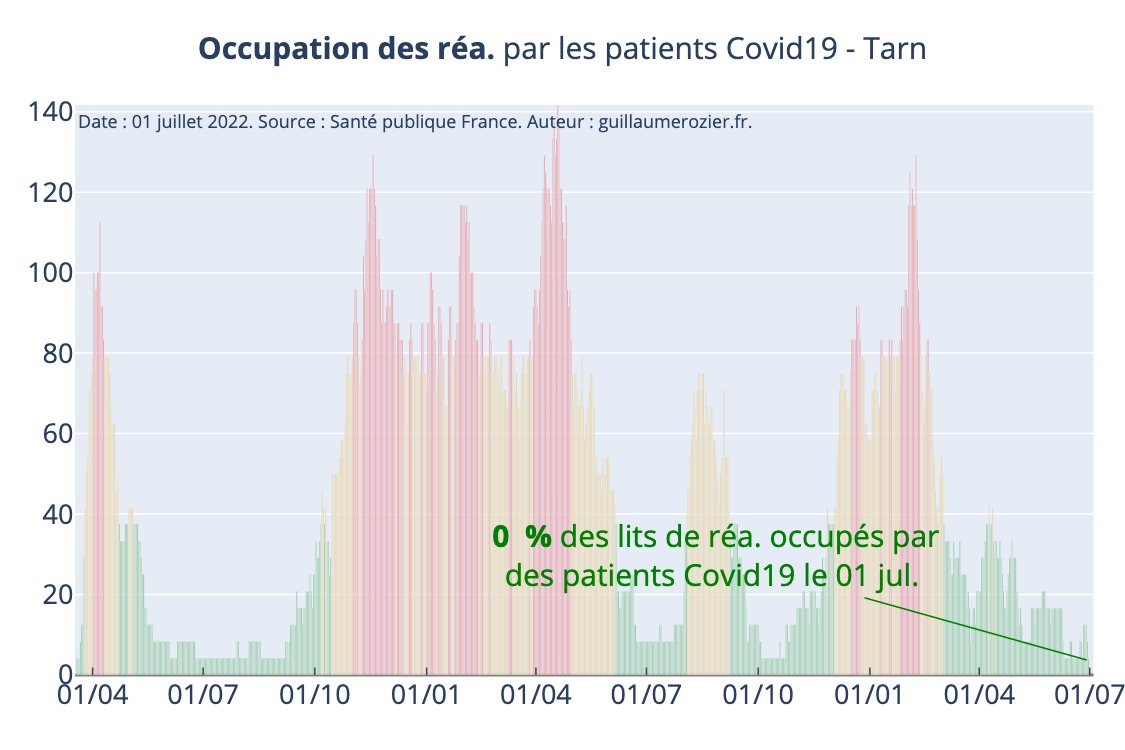 Occupation des réa. par les patients Covid19 - Tarn
Date : 01 juillet 2022. Source : Santé publique France. Auteur : guillaumerozier.fr.
140
120
100
80
60
40
20
0
0 % des lits de réa. occupés par
des patients Covid19 le 01 jul.
01/04 01/07 01/10 01/01 01/04 01/07 01/10 01/01 01/04 01/07